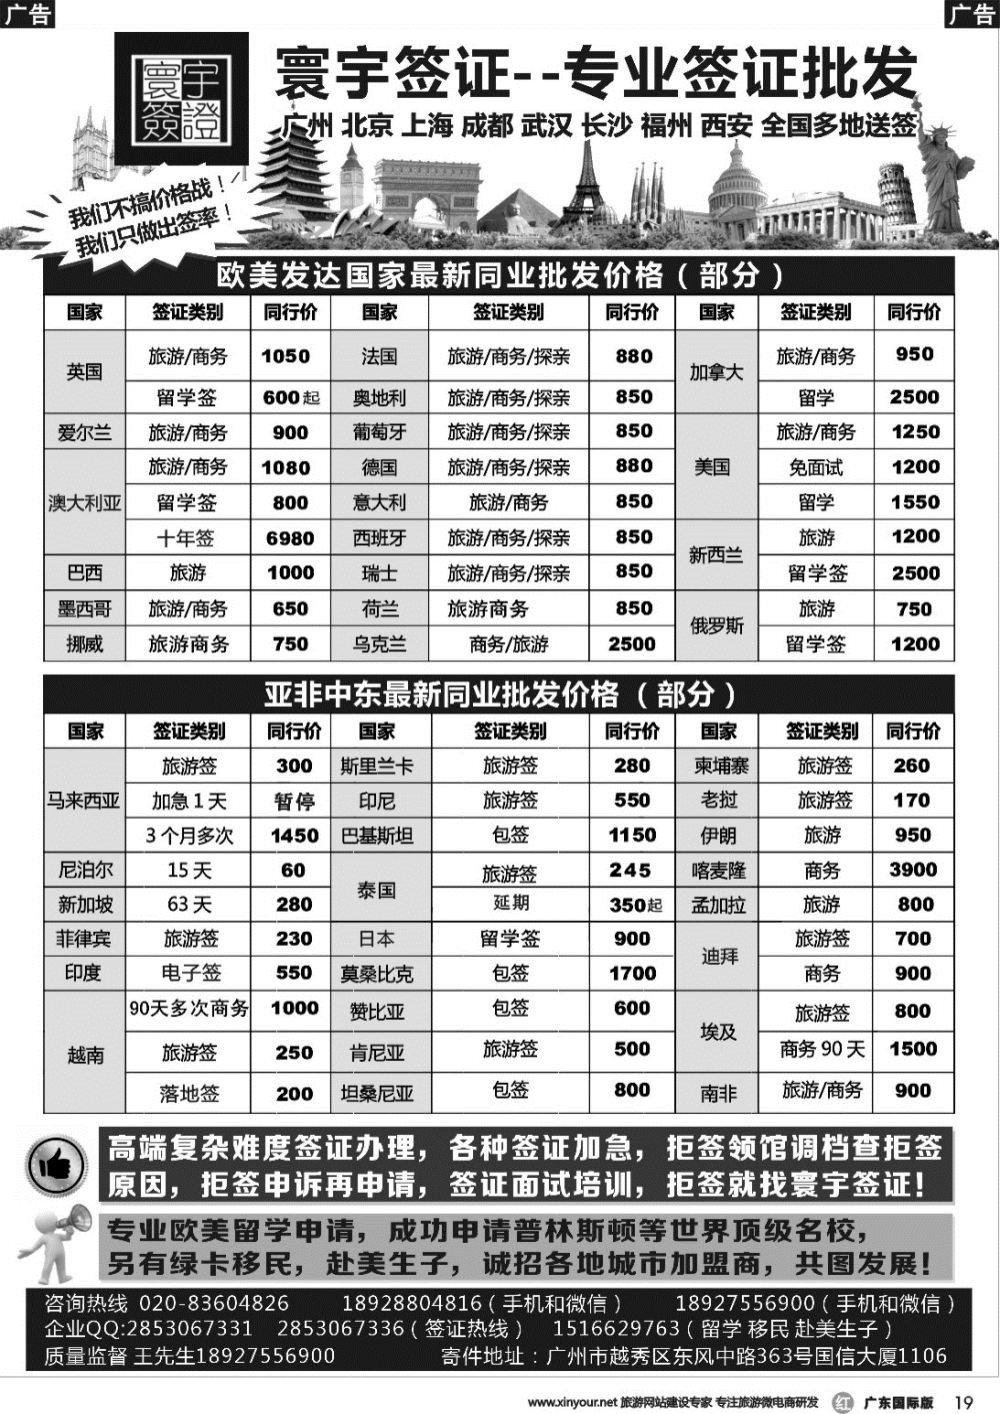 广告
广告
寰宇
簽證
寰宇签证--专业签证批发
广州 北京 上海 成都 武汉 长沙 福州 西安 全国多地送签
我们不搞价格战！
我们只做出签率！
欧美发达国家最新同业批发价格（部分）
国家 签证类别 同行价 国家 签证类别 同行价 国家 签证类别 同行价
英国 旅游/商务 1050 法国 旅游/商务/探亲 880 加拿大 旅游/商务 950
留学签 600起 奥地利 旅游/商务/探亲 850 留学 2500
爱尔兰 旅游/商务 900 葡萄牙 旅游/商务/探亲 850 美国 旅游/商务 1250
澳大利亚 旅游/商务 1080 德国 旅游/商务/探亲 880 免面试 1200
留学签 800 意大利 旅游/商务 850 留学 1550
十年签 6980 西班牙 旅游/商务/探亲 850 新西兰 旅游 1200
巴西 旅游 1000 瑞士 旅游/商务/探亲 850 留学签 2500
墨西哥 旅游/商务 650 荷兰 旅游商务 850 俄罗斯 旅游 750
挪威 旅游商务 750 乌克兰 商务/旅游 2500 留学签 1200
亚非中东最新同业批发价格（部分）
国家 签证类别 同行价 国家 签证类别 同行价 国家 签证类别 同行价
马来西亚 旅游签 300 斯里兰卡 旅游签 280 柬埔寨 旅游签 260
加急1天 暂停 印尼 旅游签 550 老挝 旅游签 170
3个月多次 1450 巴基斯坦 包签 1150 伊朗 旅游 950
尼泊尔 15天 60 泰国 旅游签 245 喀麦隆 商务 3900
新加坡 63天 280 延期 350起 孟加拉 旅游 800
菲律宾 旅游签 230 日本 留学签 900 迪拜 旅游签 700
印度 电子签 550 莫桑比克 包签 1700 商务 900
越南 90天多次商务 1000 赞比亚 包签 600 埃及 旅游签 800
旅游签 250 肯尼亚 旅游签 500 商务90天 1500
落地签 200 坦桑尼亚 包签 800 南非 旅游/商务 900
高端复杂难度签证办理，各种签证加急，拒签领馆调档查拒签
原因，拒签申诉再申请，签证面试培训，拒签就找寰宇签证！
专业欧美留学申请，成功申请普林斯顿等世界顶级名校，
另有绿卡移民，赴美生子，诚招各地城市加盟商，共图发展！
咨询热线 020-83604826 18928804816（手机和微信） 18927556900（手机和微信）
企业QQ:2853067331 2853067336（签证热线） 1516629763（留学 移民 赴美生子）
质量监督 王先生18927556900 寄件地址：广州市越秀区东风中路363号国信大厦1106
www.xinyour.net 旅游网站建设专家 专注旅游微电商研发 红 广东国际版 19